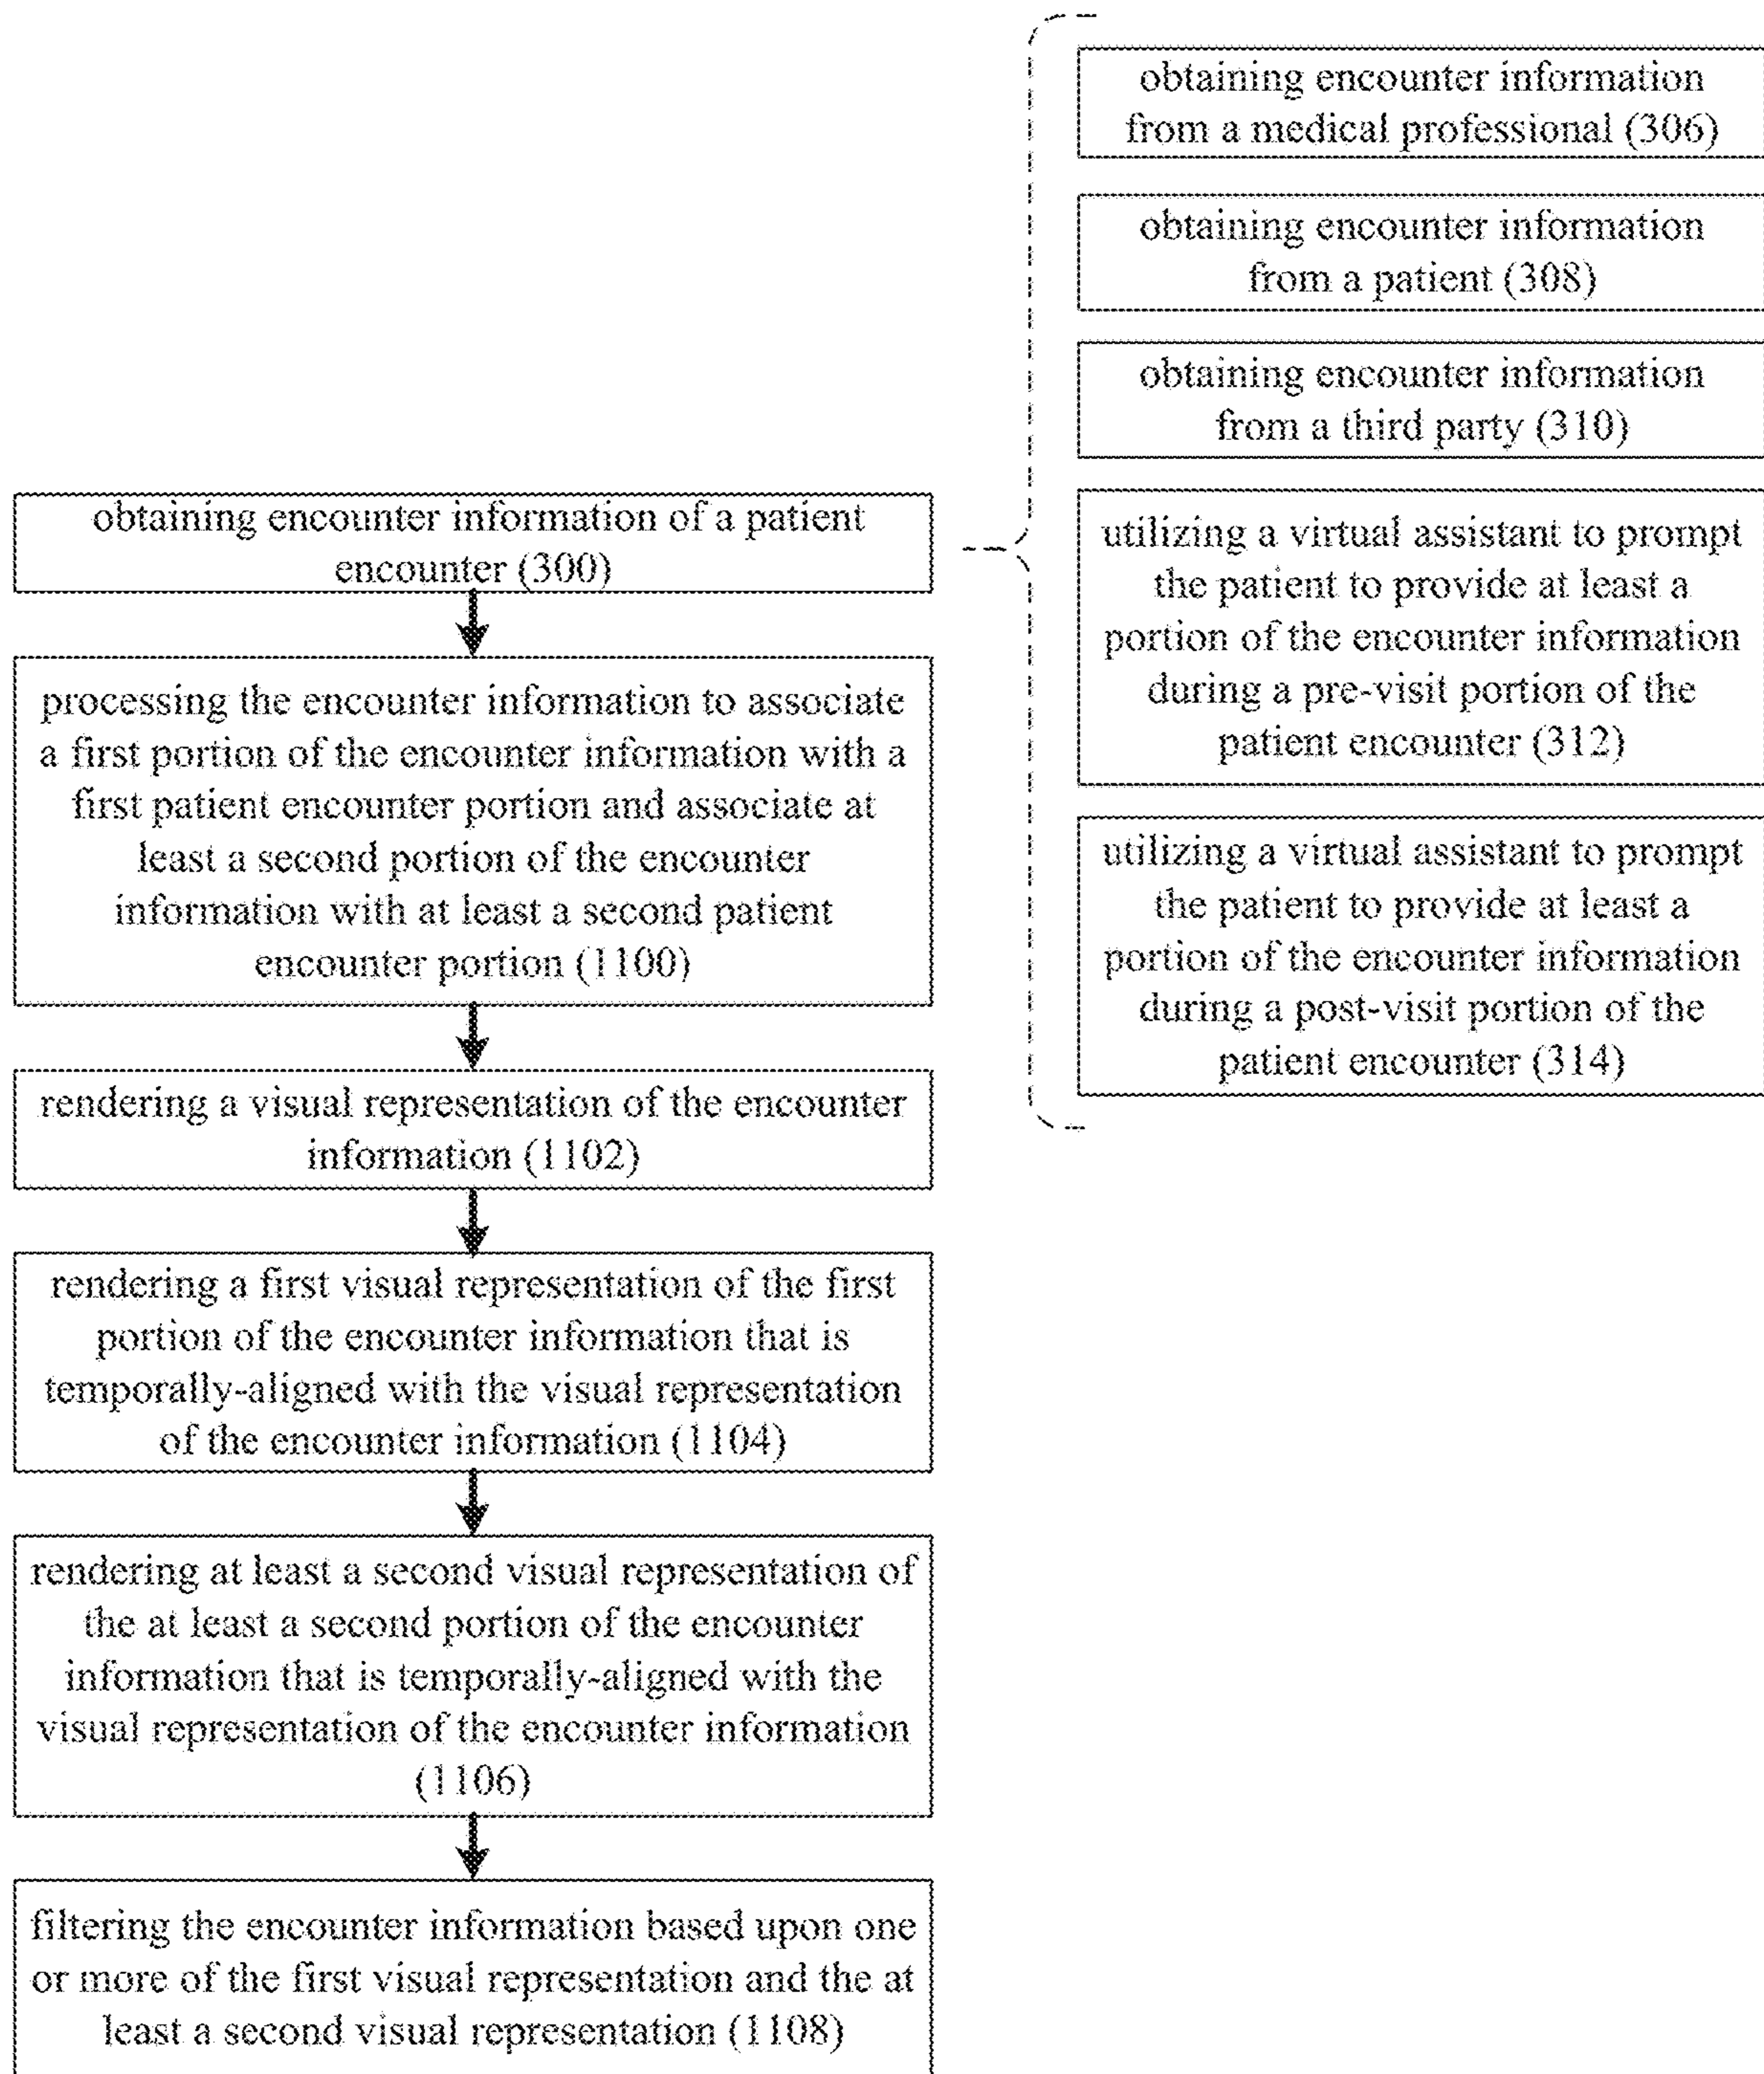 obtaining encounter information of a patient
encounter (300)
processing the encounter information to associate
a first portion of the encounter information with a
first patient encounter portion and associate at
least a second portion of the encounter
information with at least a second patient
encounter portion (1100)
rendering a visual representation of the encounter
information (1102)
rendering a first visual representation of the first
portion of the encounter information that is
temporally-aligned with the visual representation
of the encounter information (1104)
rendering at least a second visual representation of
the at least a second portion of the encounter
information that is temporally-aligned with the
visual representation of the encounter information
(1106)
filtering the encounter information based upon one
or more of the first visual representation and the at
least a second visual representation (1108)
obtaining encounter information
from a medical professional (306)
obtaining encounter information
from a patient (308)
obtaining encounter information
from a third party (310)
utilizing a virtual assistant to prompt
the patient to provide at least a
portion of the encounter information
during a pre-visit portion of the
patient encounter (312)
utilizing a virtual assistant to prompt
the patient to provide at least a
portion of the encounter information
during a post-visit portion of the
patient encounter (314)